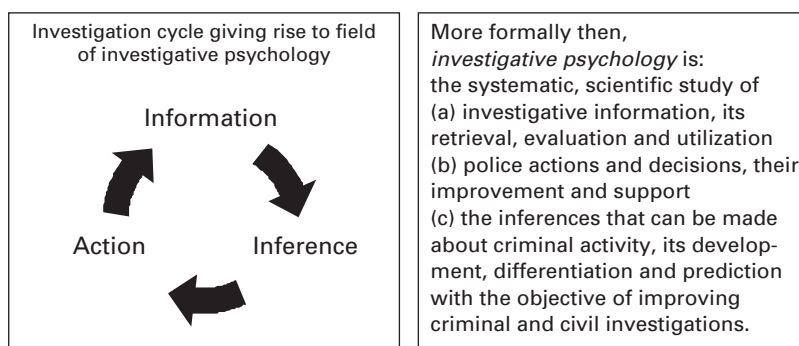 Investigation cycle giving rise to field
of investigative psychology
Information
Action
Inference
More formally then,
investigative psychology is:
the systematic, scientific study of
(a) investigative information, its
retrieval, evaluation and utilization
(b) police actions and decisions, their
improvement and support
(c) the inferences that can be made
about criminal activity, its develop-
ment, differentiation and prediction
with the objective of improving
criminal and civil investigations.